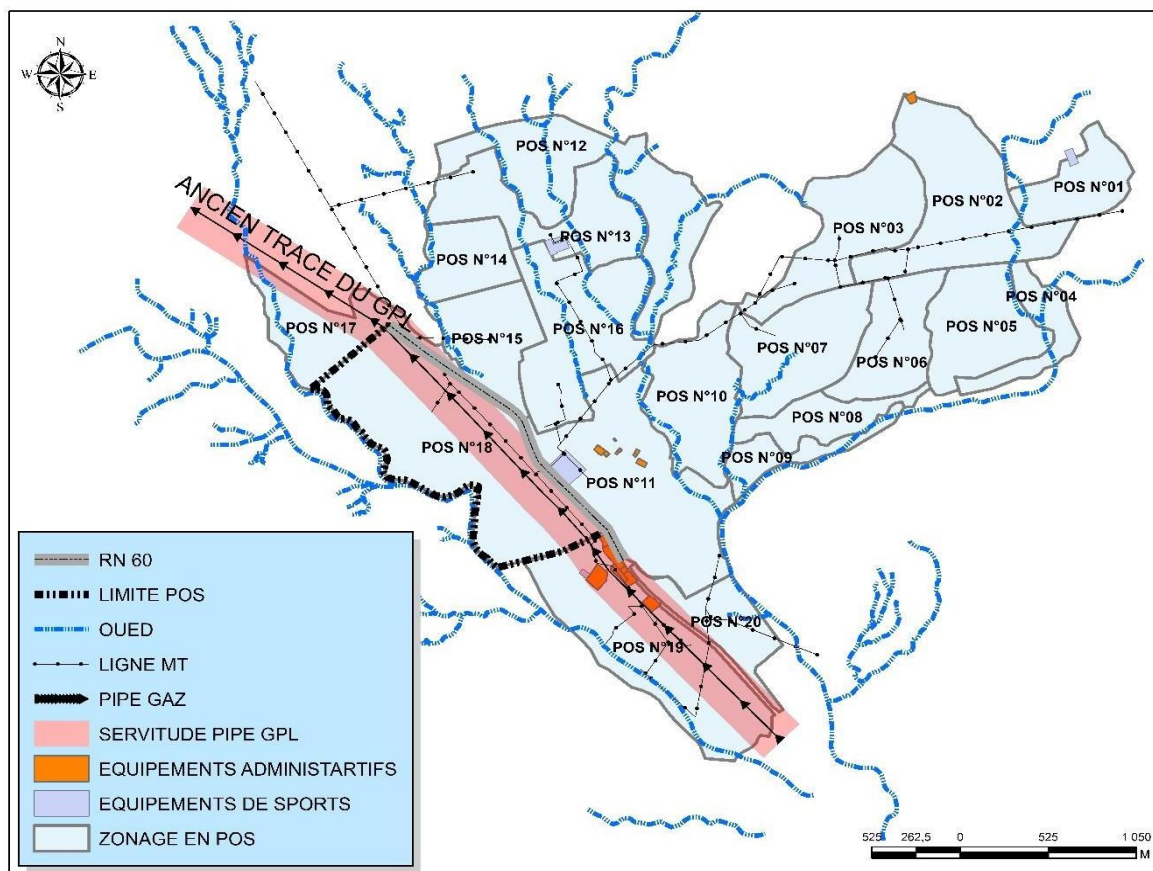 N
W E
S
POS N°12
POS N°01
POS N°02
POS N°03
POS N°13
POS N°14
POS N°04
ANCIEN TRACE DU GPL
POS N°17
POS N°15
POS N°16
POS N°07
POS N°05
POS N°06
POS N°10
POS N°08
POS N°18
POS N°09
POS N°11
POS N°20
POS N°19
RN 60
LIMITE POS
OUED
LIGNE MT
PIPE GAZ
SERVITUDE PIPE GPL
EQUIPEMENTS ADMINISTARTIFS
EQUIPEMENTS DE SPORTS
ZONAGE EN POS
525 262,5 0 525 1 050
M